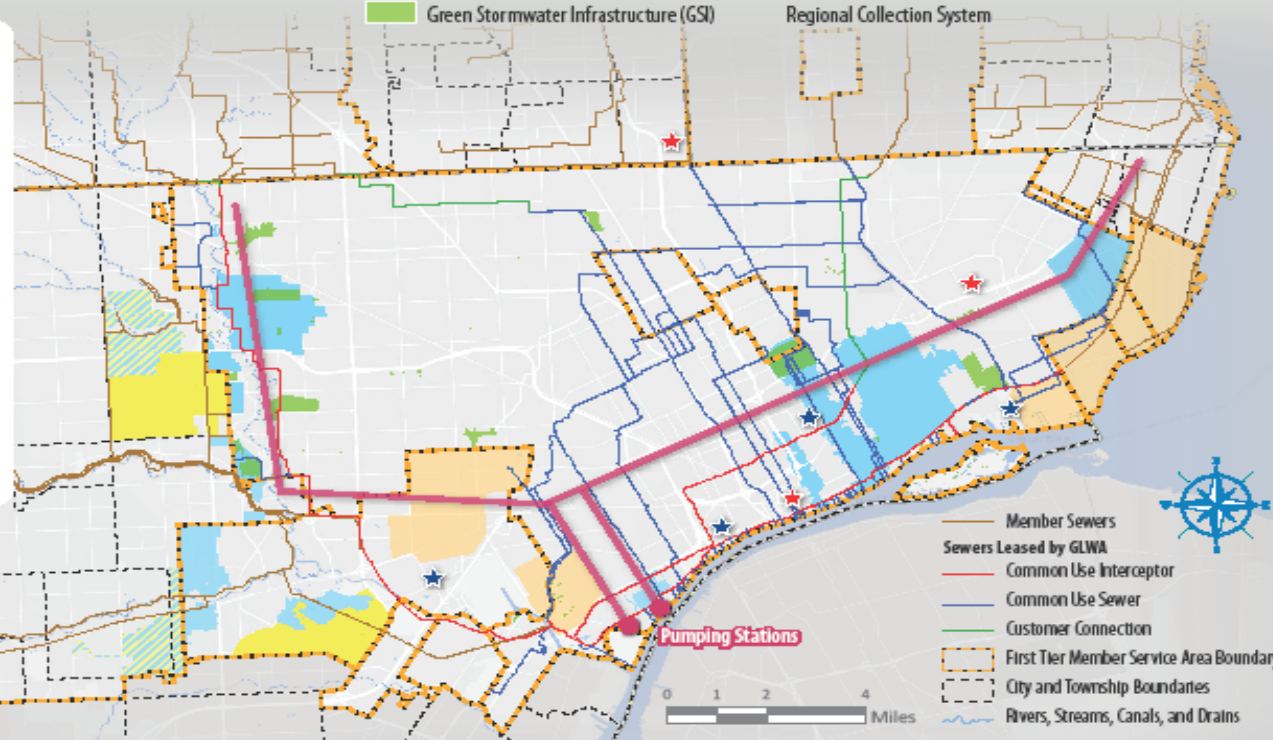 Green Stormwater Infrastructure (GSI)
Regional Collection System
Pumping Stations
0 1 2 4
Miles
Member Sewers
Sewers Leased by GLWA
Common Use Interceptor
Common Use Sewer
Customer Connection
First Tier Member Service Area Boundary
City and Township Boundaries
Rivers, Streams, Canals, and Drains